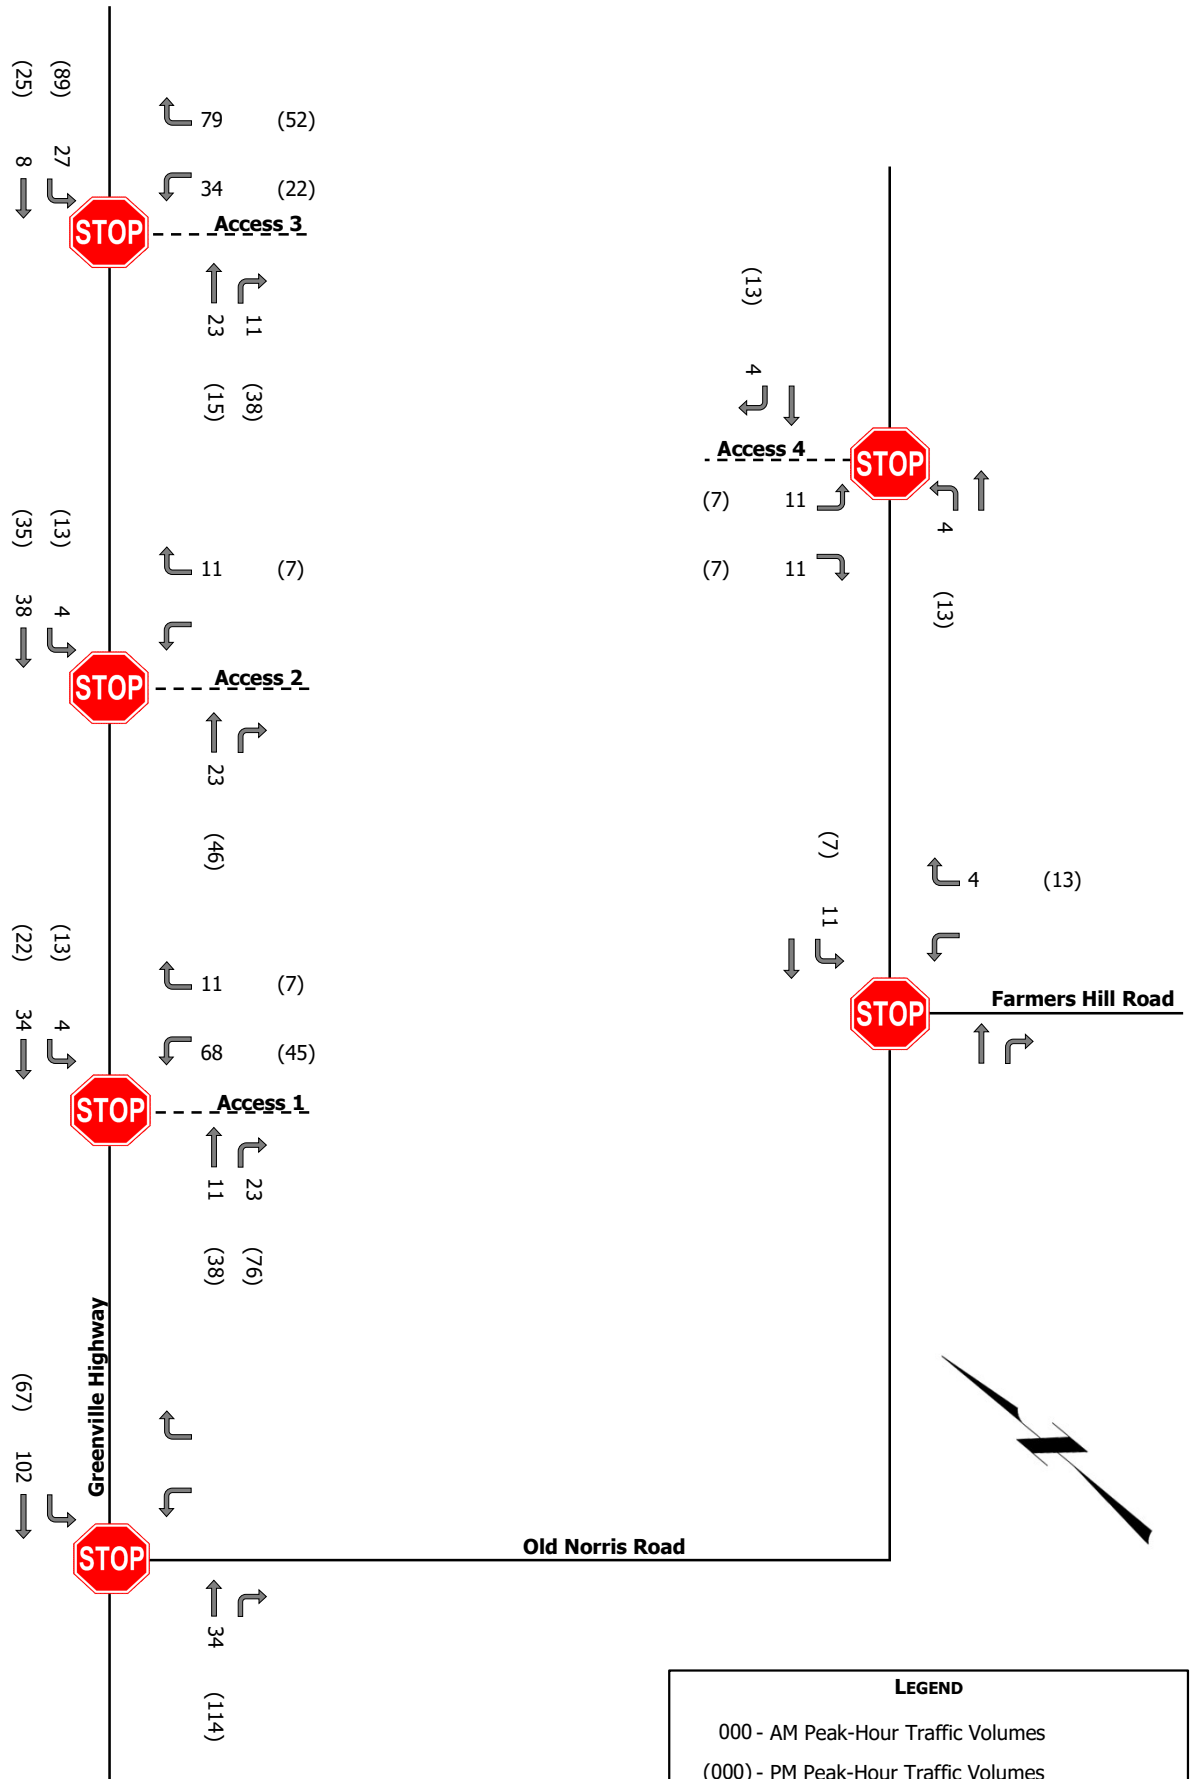 (25) (89)
8 27
79 (52)
34 (22)
STOP
Access 3
23 11
(15) (38)
(13)
4
Access 4
STOP
(7) 11
(7) 11
4
(13)
(35) (13)
38 4
11 (7)
STOP
Access 2
23
(46)
(7)
11
4 (13)
STOP
Farmers Hill Road
(22) (13)
34 4
11 (7)
68 (45)
STOP
Access 1
11 23
(38) (76)
Greenville Highway
(67)
102
STOP
Old Norris Road
34
(114)
LEGEND
000 - AM Peak-Hour Traffic Volumes
(000) - PM Peak-Hour Traffic Volumes